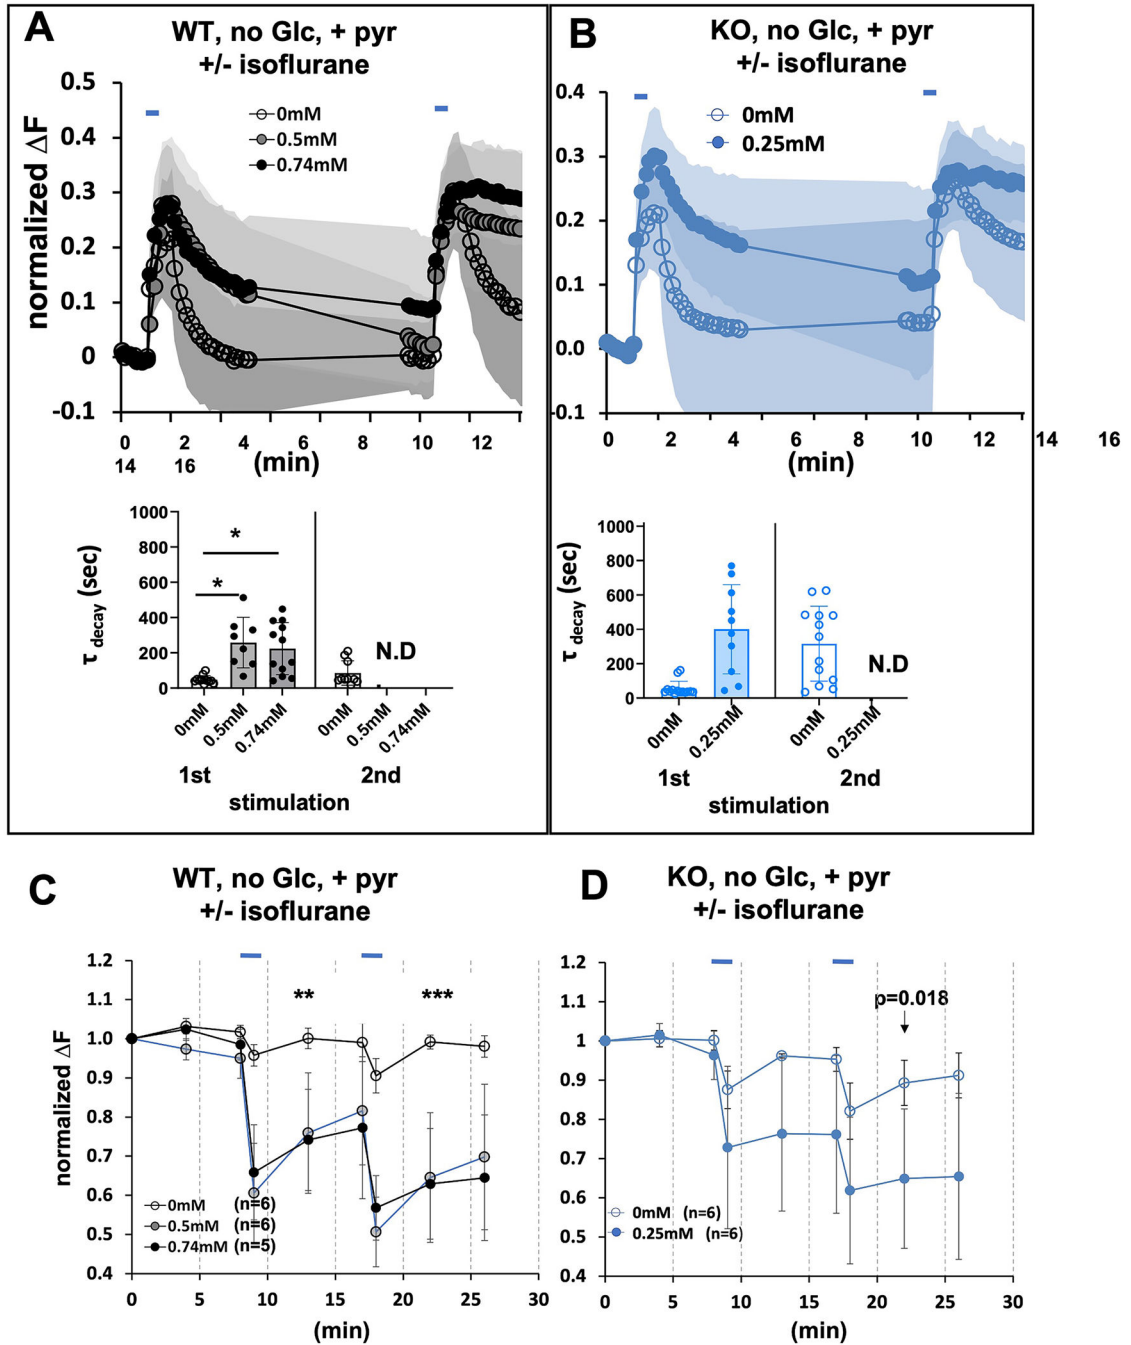 A
WT, no Glc, + pyr
+/- isoflurane
0.5
0.4
0.3
0.2
0.1
0
-0.1
normalized ΔF
0mM
0.5mM
0.74mM
0 2 4 6 8 10 12
14 16
(min)
1000
800
600
400
200
0
τ decay (sec)
*
*
N.D
0mM 0.5mM 0.74mM 0mM 0.5mM 0.74mM
1st 2nd
stimulation
B
KO, no Glc, + pyr
+/- isoflurane
0.4
0.3
0.2
0.1
0.0
-0.1
0mM
0.25mM
0 2 4 6 8 10 12 14 16
(min)
1000
800
600
400
200
0
τ decay (sec)
N.D
0mM 0.25mM 0mM 0.25mM
1st 2nd
stimulation
C
WT, no Glc, + pyr
+/- isoflurane
1.2
1.1
1.0
0.9
0.8
0.7
0.6
0.5
0.4
normalized ΔF
**
***
0mM (n=6)
0.5mM (n=6)
0.74mM (n=5)
0 5 10 15 20 25 30
(min)
D
KO, no Glc, + pyr
+/- isoflurane
1.2
1.1
1
0.9
0.8
0.7
0.6
0.5
0.4
p=0.018
0mM (n=6)
0.25mM (n=6)
0 5 10 15 20 25 30
(min)